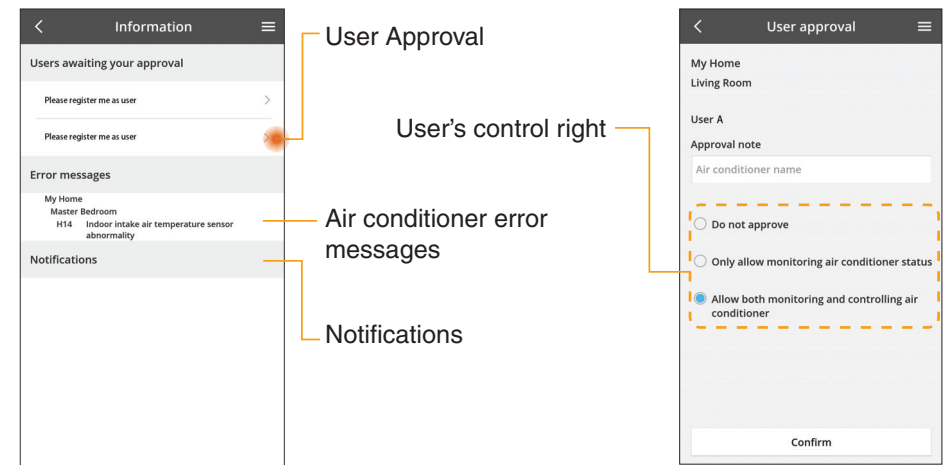 Information
Users awaiting your approval
Please register me as user
Please register me as user
Error messages
My Home
Master Bedroom
H14 Indoor intake air temperature sensor
abnormality
Notifications
User Approval
User's control right
Air conditioner error
messages
Notifications
User approval
My Home
Living Room
User A
Approval note
Air conditioner name
Do not approve
Only allow monitoring air conditioner status
Allow both monitoring and controlling air
conditioner
Confirm